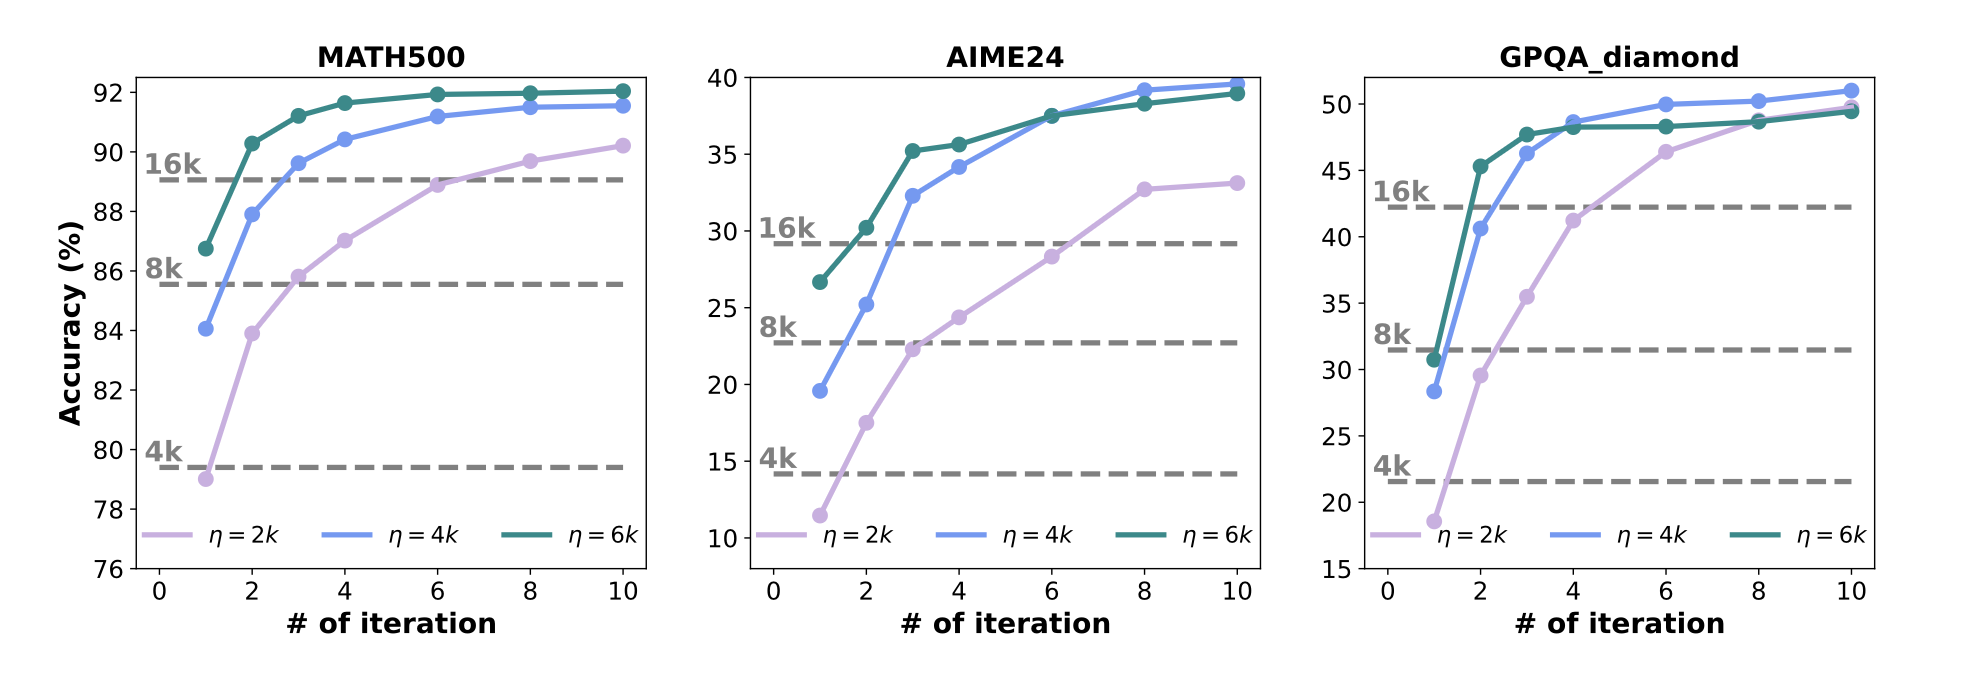 MATH500
Accuracy (%)
92
90
88
86
84
82
80
78
76
16k
8k
4k
η = 2k
η = 4k
η = 6k
0 2 4 6 8 10
# of iteration
AIME24
40
35
30
25
20
15
10
16k
8k
4k
η = 2k
η = 4k
η = 6k
0 2 4 6 8 10
# of iteration
GPQA_diamond
50
45
40
35
30
25
20
15
16k
8k
4k
η = 2k
η = 4k
η = 6k
0 2 4 6 8 10
# of iteration